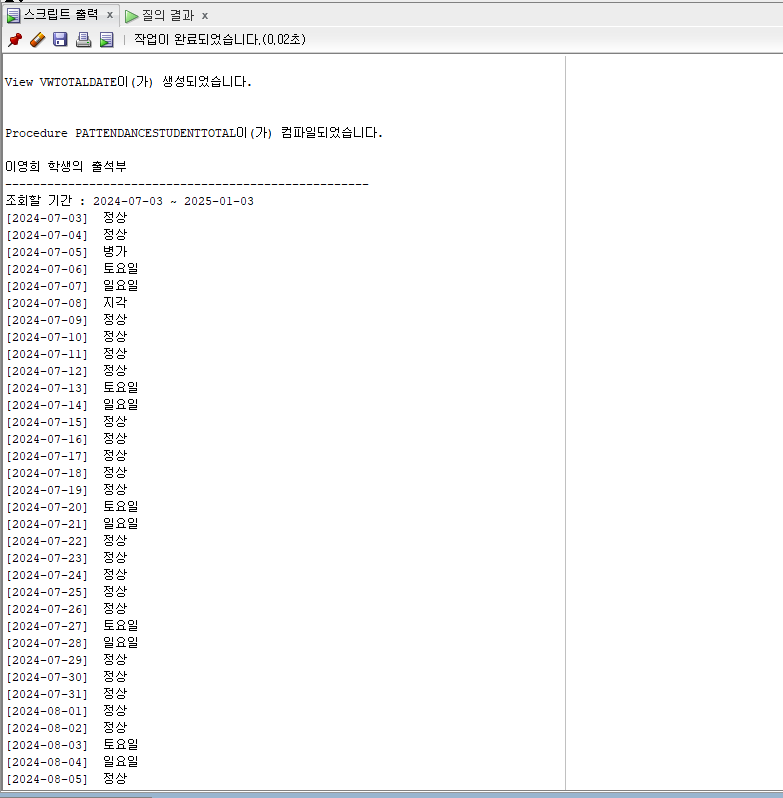 스크립트 출력 x 질의 결과 x
작업이 완료되었습니다.(0.02초)
View VWTOTALDATE이(가) 생성되었습니다.
Procedure PATTENDANCESTUDENTTOTAL이(가) 컴파일되었습니다.
이영희 학생의 출석부
----------------------------------------------------
조회할 기간 : 2024-07-03 ~ 2025-01-03
[2024-07-03] 정상
[2024-07-04] 정상
[2024-07-05] 병가
[2024-07-06] 토요일
[2024-07-07] 일요일
[2024-07-08] 지각
[2024-07-09] 정상
[2024-07-10] 정상
[2024-07-11] 정상
[2024-07-12] 정상
[2024-07-13] 토요일
[2024-07-14] 일요일
[2024-07-15] 정상
[2024-07-16] 정상
[2024-07-17] 정상
[2024-07-18] 정상
[2024-07-19] 정상
[2024-07-20] 토요일
[2024-07-21] 일요일
[2024-07-22] 정상
[2024-07-23] 정상
[2024-07-24] 정상
[2024-07-25] 정상
[2024-07-26] 정상
[2024-07-27] 토요일
[2024-07-28] 일요일
[2024-07-29] 정상
[2024-07-30] 정상
[2024-07-31] 정상
[2024-08-01] 정상
[2024-08-02] 정상
[2024-08-03] 토요일
[2024-08-04] 일요일
[2024-08-05] 정상